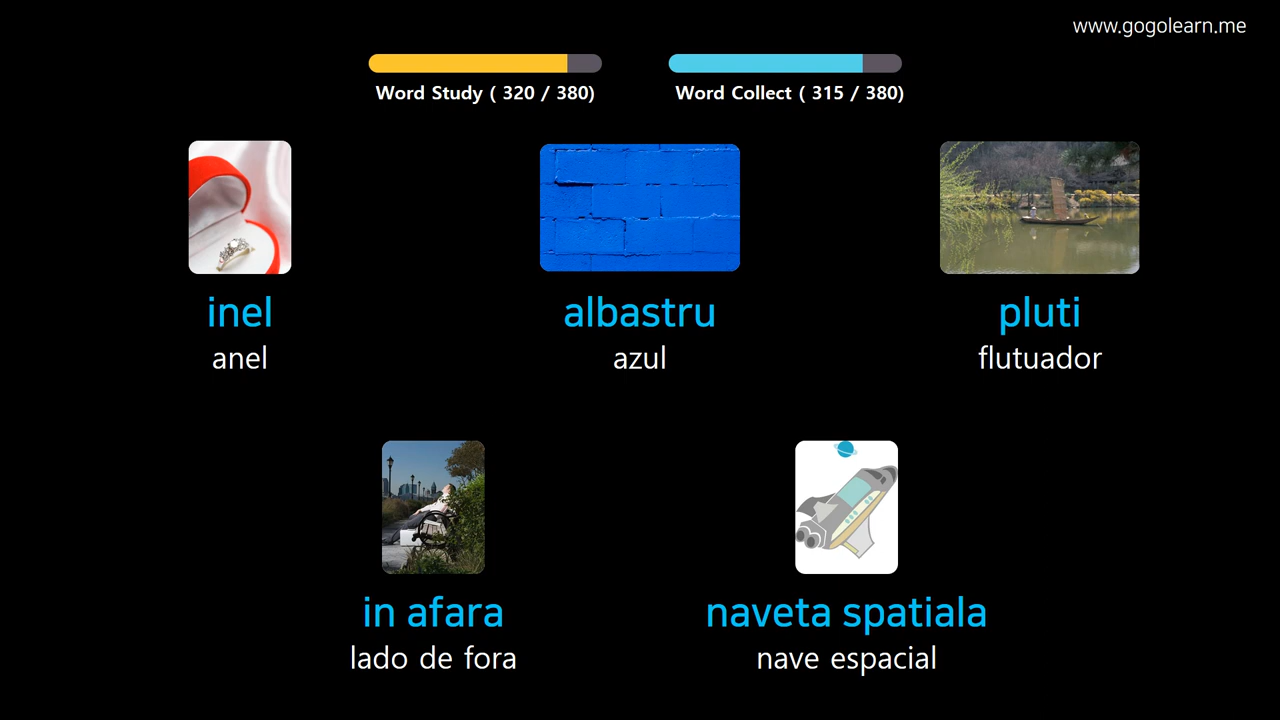 www.gogolearn.me
Word Study ( 320 / 380)
Word Collect ( 315 / 380)
inel
anel
albastru
azul
pluti
flutuador
in afara
lado de fora
naveta spatiala
nave espacial